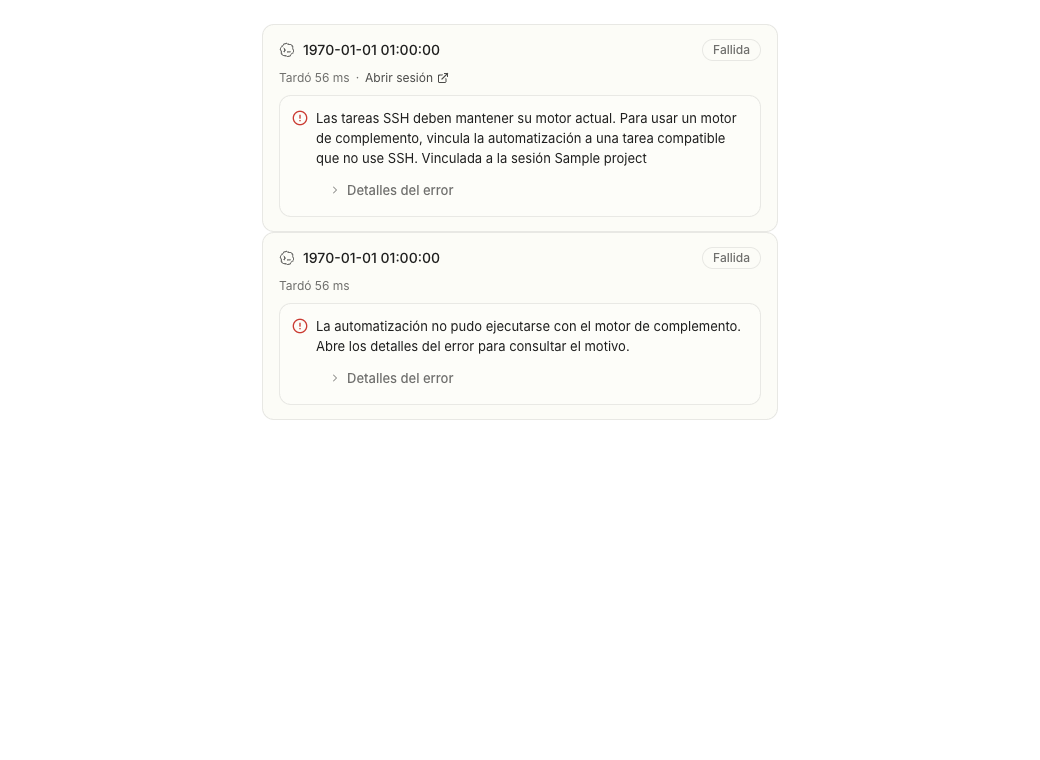 1970-01-01 01:00:00 Fallida
Tardó 56 ms · Abrir sesión
Las tareas SSH deben mantener su motor actual. Para usar un motor
de complemento, vincula la automatización a una tarea compatible
que no use SSH. Vinculada a la sesión Sample project
Detalles del error
1970-01-01 01:00:00 Fallida
Tardó 56 ms
La automatización no pudo ejecutarse con el motor de complemento.
Abre los detalles del error para consultar el motivo.
Detalles del error